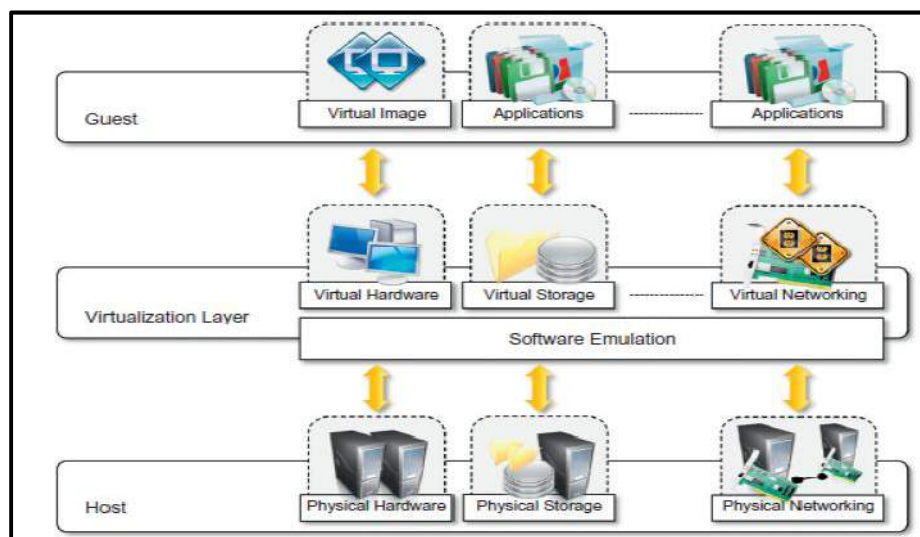 Guest
Virtual Image
Applications
Applications
Virtualization Layer
Virtual Hardware
Virtual Storage
Virtual Networking
Software Emulation
Host
Physical Hardware
Physical Storage
Physical Networking